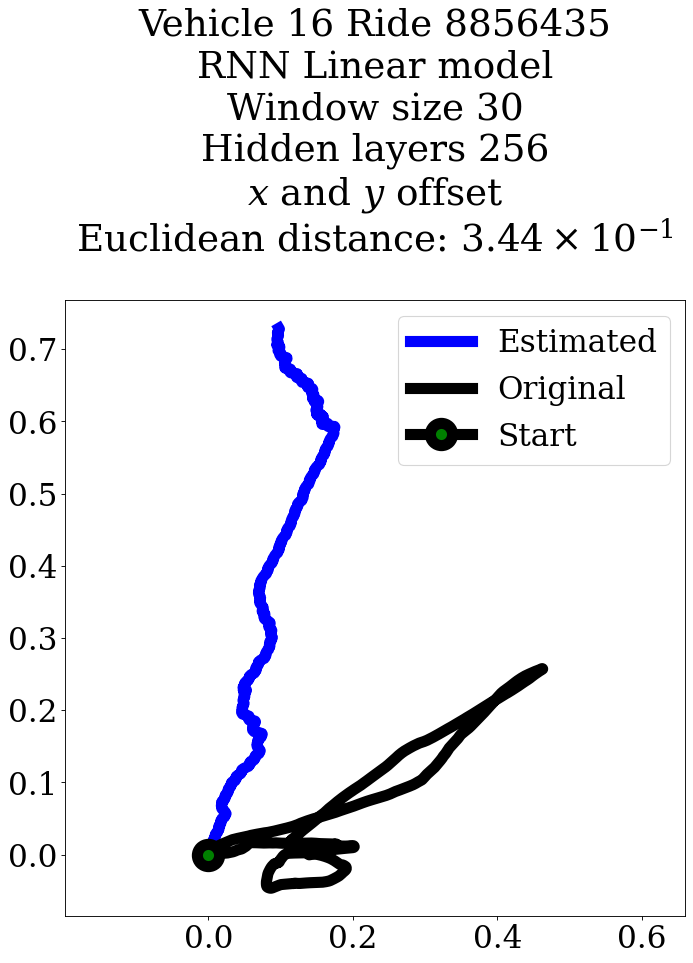 Vehicle 16 Ride 8856435
RNN Linear model
Window size 30
Hidden layers 256
x and y offset
Euclidean distance: 3.44 × 10⁻¹
Estimated
Original
Start
0.7
0.6
0.5
0.4
0.3
0.2
0.1
0.0
0.0 0.2 0.4 0.6